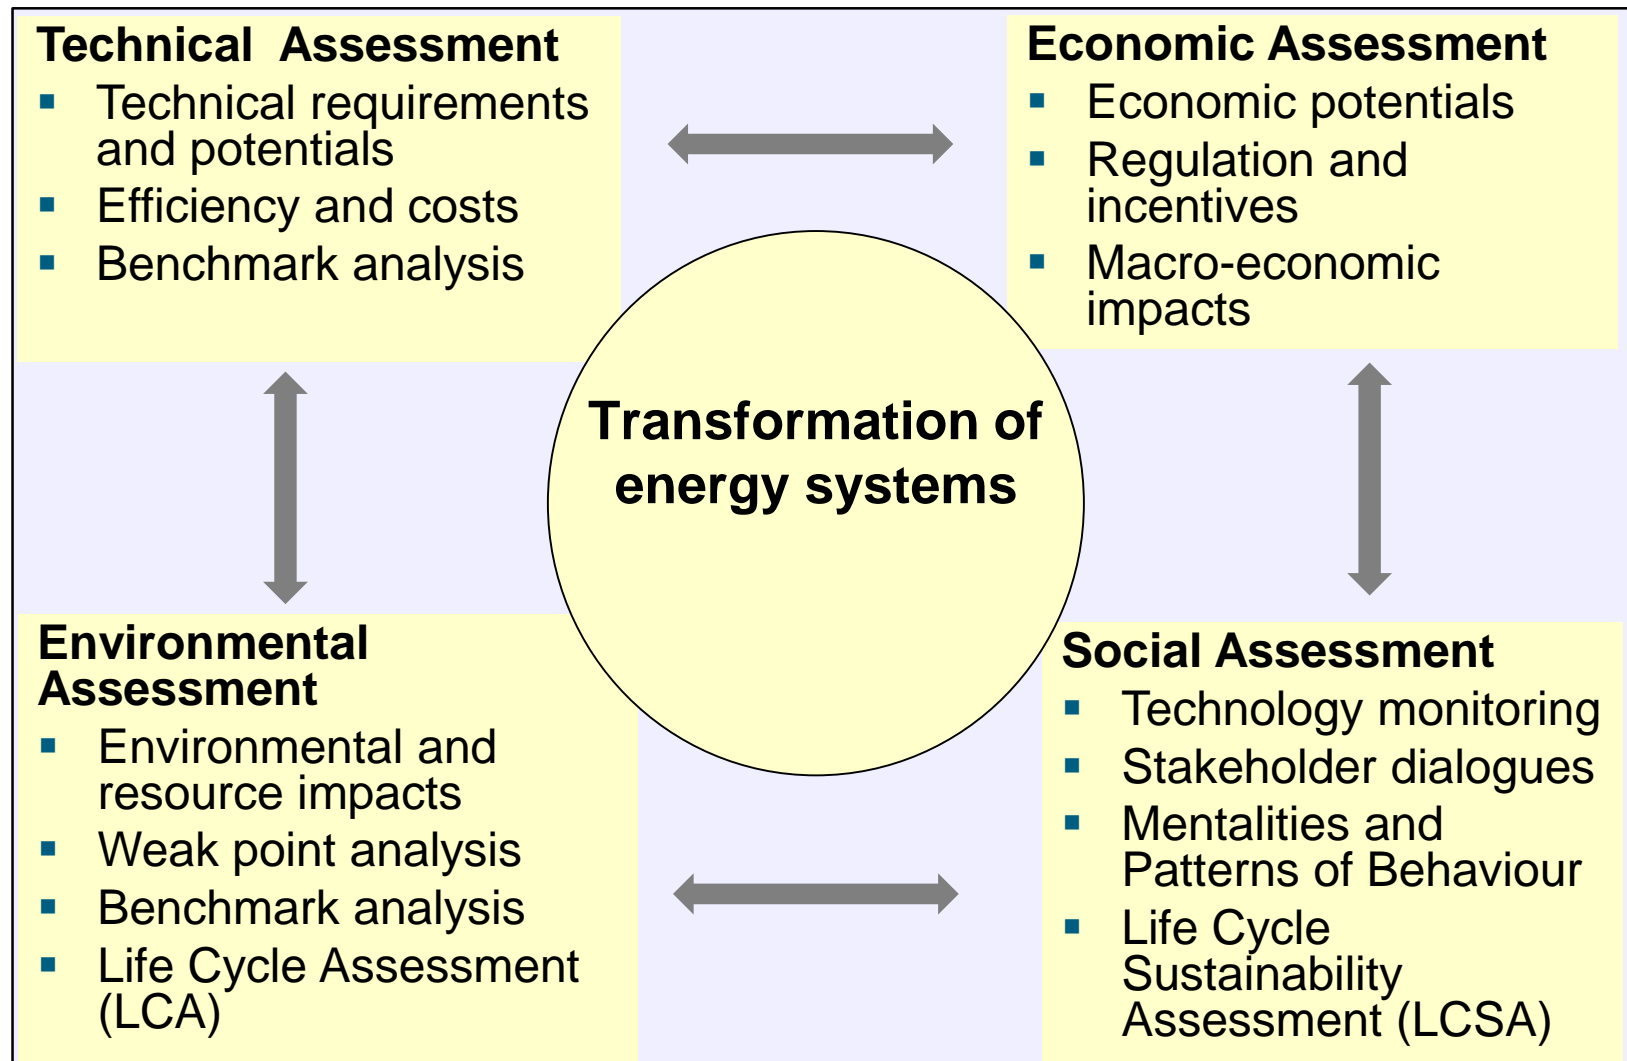 Technical  Assessment
▪ Technical requirements
and potentials
▪ Efficiency and costs
▪ Benchmark analysis
Economic Assessment
▪ Economic potentials
▪ Regulation and
incentives
▪ Macro-economic
impacts
Transformation of
energy systems
Environmental
Assessment
▪ Environmental and
resource impacts
▪ Weak point analysis
▪ Benchmark analysis
▪ Life Cycle Assessment
(LCA)
Social Assessment
▪ Technology monitoring
▪ Stakeholder dialogues
▪ Mentalities and
Patterns of Behaviour
▪ Life Cycle
Sustainability
Assessment (LCSA)